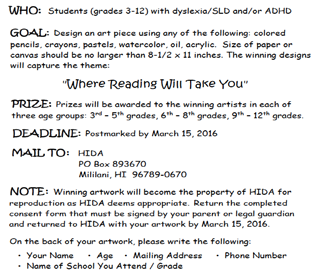 WHO: Students (grades 3-12) with dyslexia/SLD and/or ADHD
GOAL: Design an art piece using any of the following: colored
pencils, crayons, pastels, watercolor, oil, acrylic. Size of paper or
canvas should be no larger than 8-1/2 x 11 inches. The winning designs
will capture the theme:
"Where Reading Will Take You"
PRIZE: Prizes will be awarded to the winning artists in each of
three age groups: 3rd – 5th grades, 6th – 8th grades, 9th – 12th grades.
DEADLINE: Postmarked by March 15, 2016
MAIL TO: HIDA
PO Box 893670
Mililani, HI 96789-0670
NOTE: Winning artwork will become the property of HIDA for
reproduction as HIDA deems appropriate. Return the completed
consent form that must be signed by your parent or legal guardian
and returned to HIDA with your artwork by March 15, 2016.
On the back of your artwork, please write the following:
• Your Name • Age • Mailing Address • Phone Number
• Name of School You Attend / Grade